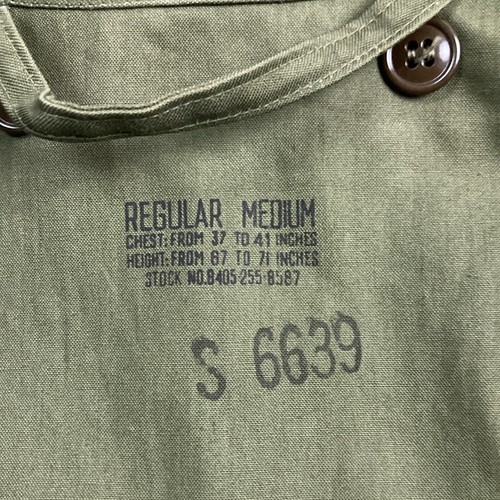 REGULAR MEDIUM
CHEST: FROM 37 TO 41 INCHES
HEIGHT: FROM 67 TO 71 INCHES
STOCK NO. 8405-255-8587
S 6639